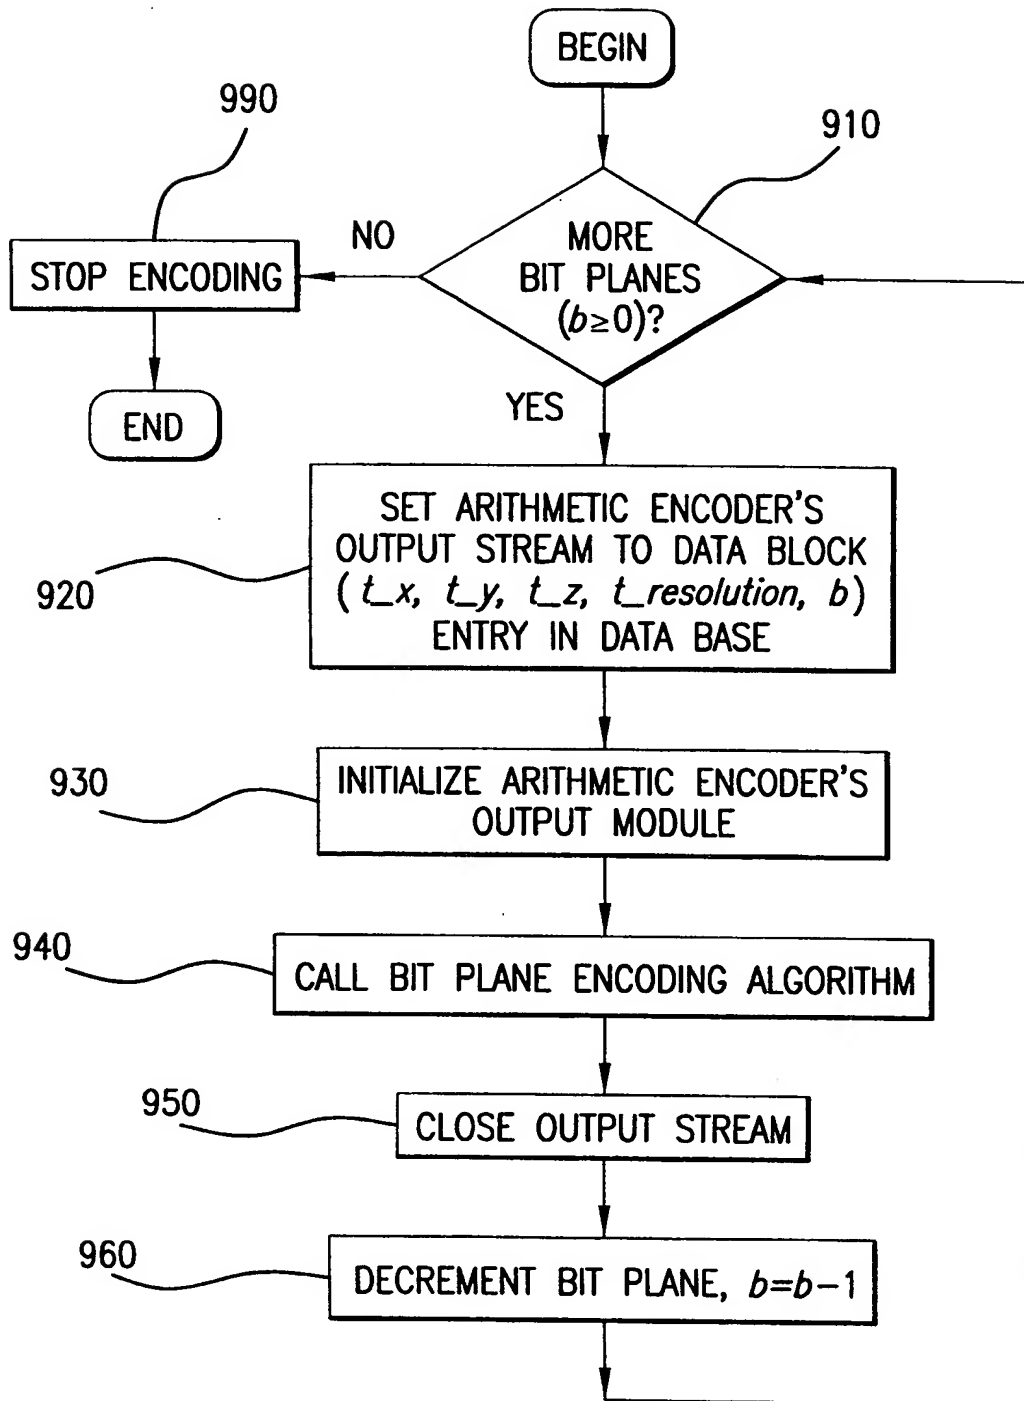 BEGIN
990
910
NO
MORE
BIT PLANES
(b≥0)?
STOP ENCODING
YES
END
SET ARITHMETIC ENCODER'S
OUTPUT STREAM TO DATA BLOCK
( t_x, t_y, t_z, t_resolution, b)
ENTRY IN DATA BASE
920
930
INITIALIZE ARITHMETIC ENCODER'S
OUTPUT MODULE
940
CALL BIT PLANE ENCODING ALGORITHM
950
CLOSE OUTPUT STREAM
960
DECREMENT BIT PLANE, b=b–1